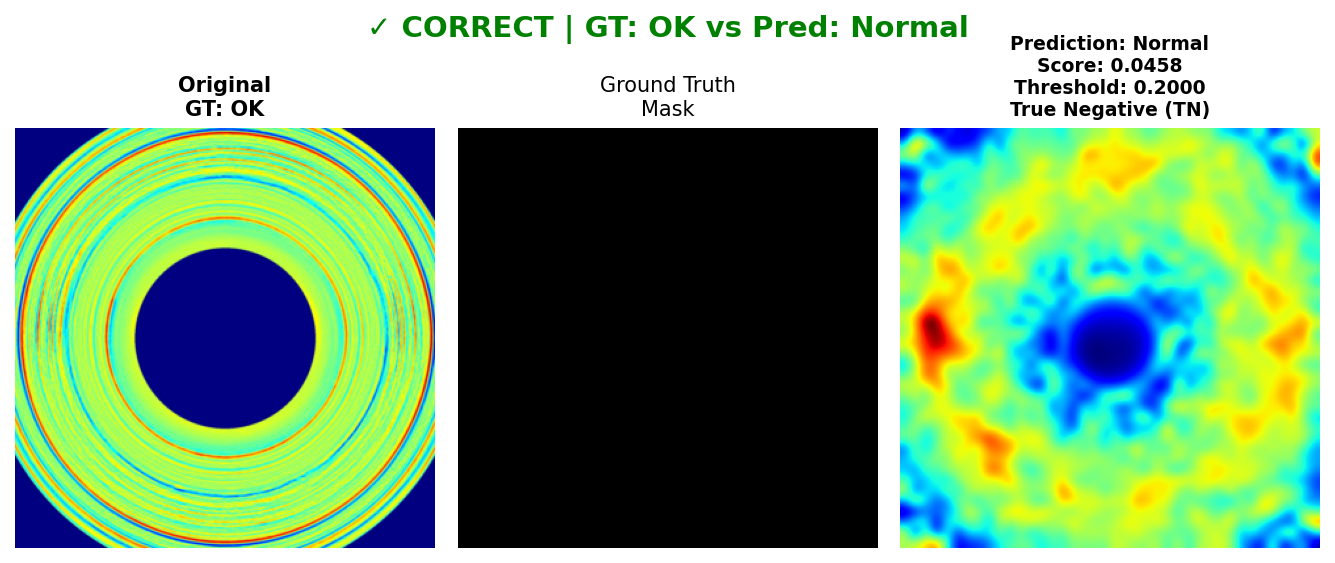 ✓ CORRECT | GT: OK vs Pred: Normal
Original
GT: OK
Ground Truth
Mask
Prediction: Normal
Score: 0.0458
Threshold: 0.2000
True Negative (TN)